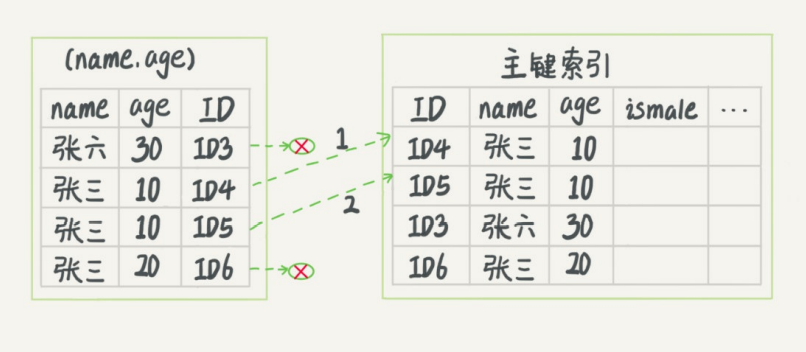 (name.age)
name age ID
张六 30 ID3
张三 10 ID4
张三 10 ID5
张三 20 ID6
1
2
主键索引
ID name age ismale ...
ID4 张三 10
ID5 张三 10
ID3 张六 30
ID6 张三 20